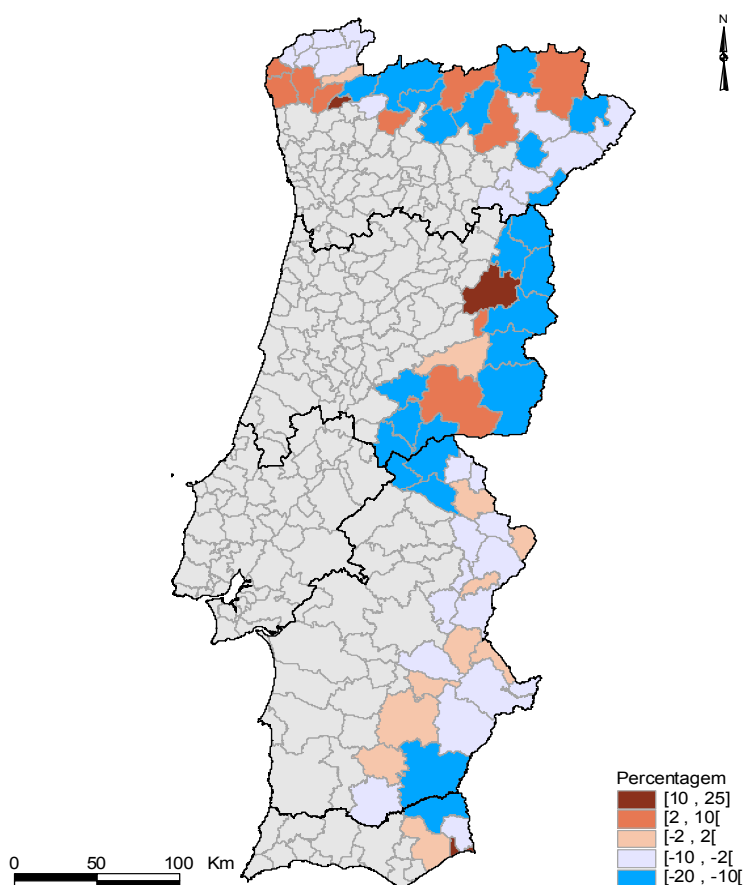 N
Percentagem
[10 , 25]
[2 , 10[
[-2 , 2[
[-10 , -2[
[-20 , -10[
0 50 100 Km